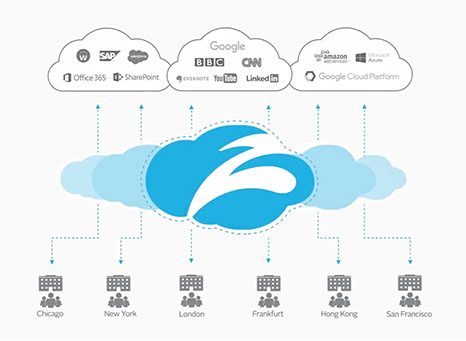 W SAP salesforce
Office 365 SharePoint
Google
BBC CNN
EVERNOTE YouTube LinkedIn
amazon web services Microsoft Azure
Google Cloud Platform
Chicago New York London Frankfurt Hong Kong San Francisco